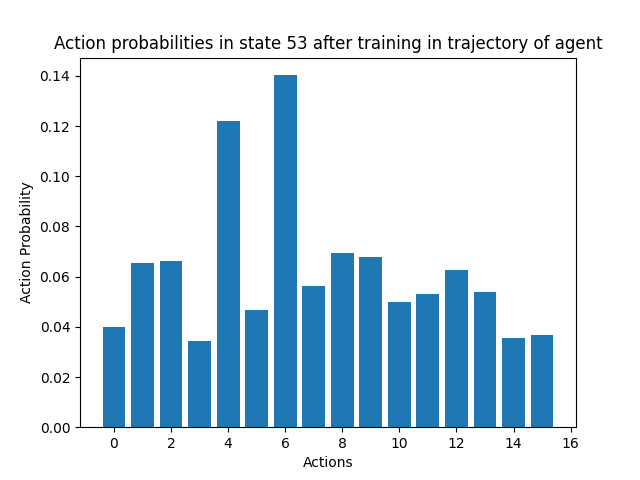 Action probabilities in state 53 after training in trajectory of agent
0.14
0.12
0.10
0.08
0.06
0.04
0.02
0.00
Action Probability
0 2 4 6 8 10 12 14 16
Actions